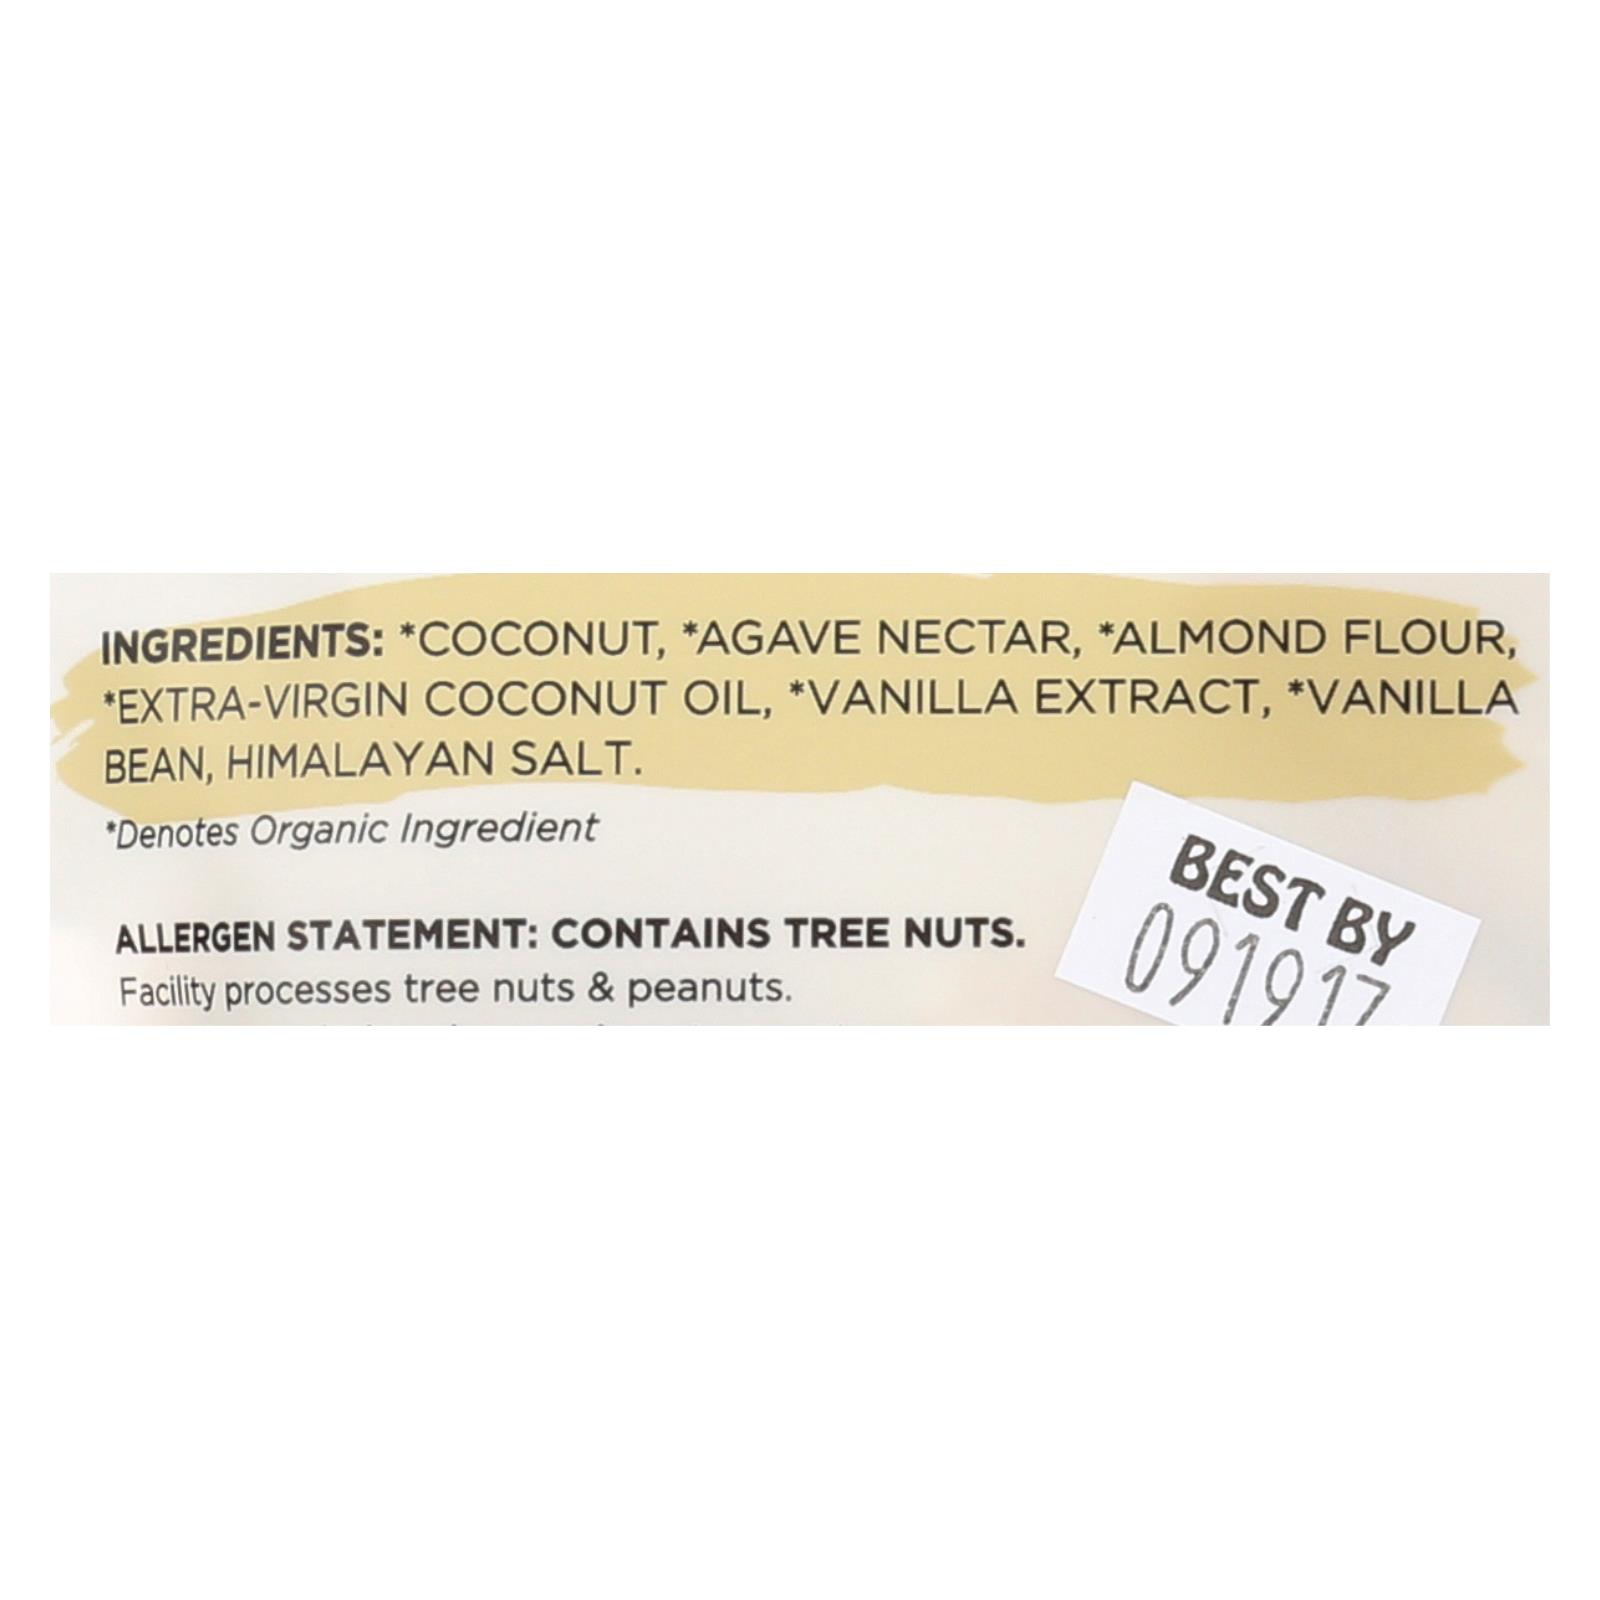 INGREDIENTS: *COCONUT, *AGAVE NECTAR, *ALMOND FLOUR,
*EXTRA-VIRGIN COCONUT OIL, *VANILLA EXTRACT, *VANILLA
BEAN, HIMALAYAN SALT.
*Denotes Organic Ingredient
ALLERGEN STATEMENT: CONTAINS TREE NUTS.
Facility processes tree nuts & peanuts.
BEST BY
091917